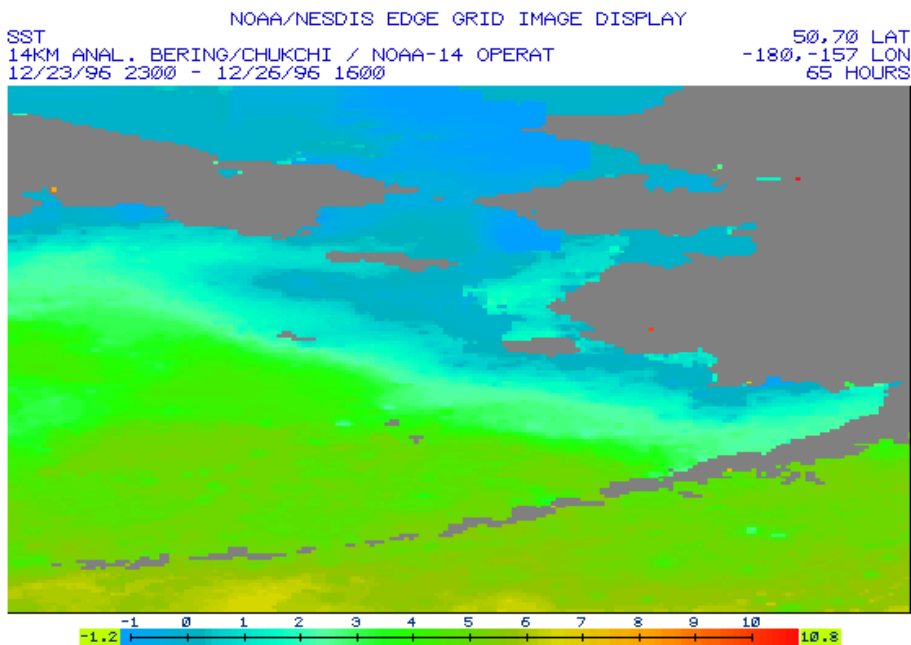 NOAA/NESDIS EDGE GRID IMAGE DISPLAY
SST 50,70 LAT
14KM ANAL. BERING/CHUKCHI / NOAA-14 OPERAT -180,-157 LON
12/23/96 2300 - 12/26/96 1600 65 HOURS
-1.2 -1 0 1 2 3 4 5 6 7 8 9 10 10.8